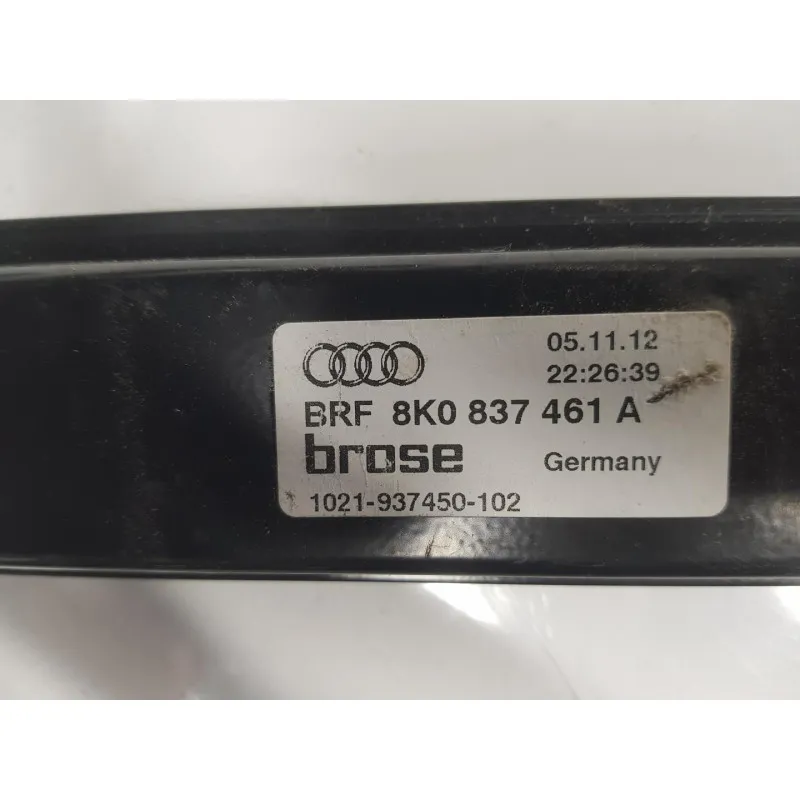 05.11.12
22:26:39
BRF 8K0 837 461 A
brose Germany
1021-937450-102